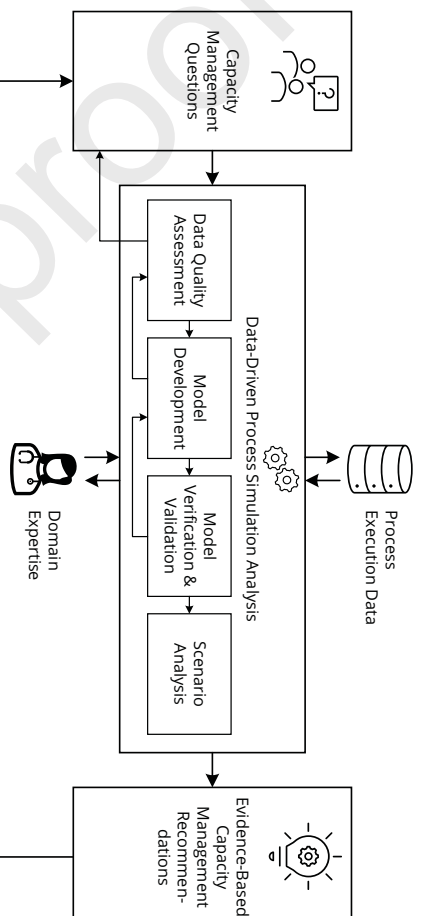 Process
Execution Data
Capacity
Management
Questions
?
Data-Driven Process Simulation Analysis
Data Quality
Assessment
Model
Development
Model
Verification &
Validation
Scenario
Analysis
Evidence-Based
Capacity
Management
Recommen-
dations
Domain
Expertise
proof